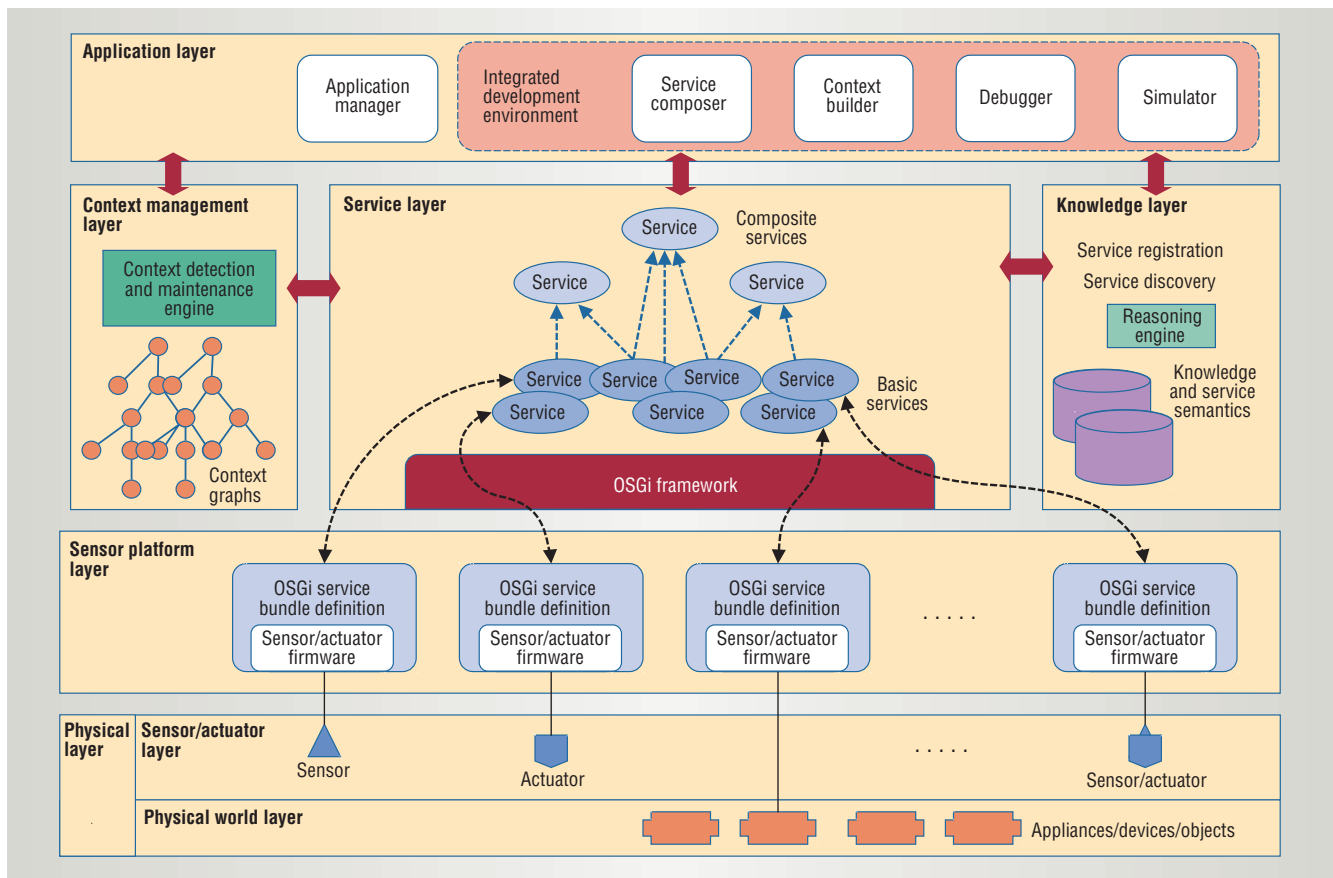 Application layer
Application
manager
Integrated
development
environment
Service
composer
Context
builder
Debugger
Simulator
Context management
layer
Context detection
and maintenance
engine
Context
graphs
Service layer
Service
Composite
services
Service
Service
Service
Service
Service
Service
Service
Service
Service
Basic
services
OSGi framework
Knowledge layer
Service registration
Service discovery
Reasoning
engine
Knowledge
and service
semantics
Sensor platform
layer
OSGi service
bundle definition
Sensor/actuator
firmware
OSGi service
bundle definition
Sensor/actuator
firmware
OSGi service
bundle definition
Sensor/actuator
firmware
. . . . .
OSGi service
bundle definition
Sensor/actuator
firmware
Physical
layer
Sensor/actuator
layer
Sensor
Actuator
. . . . .
Sensor/actuator
Physical world layer
Appliances/devices/objects